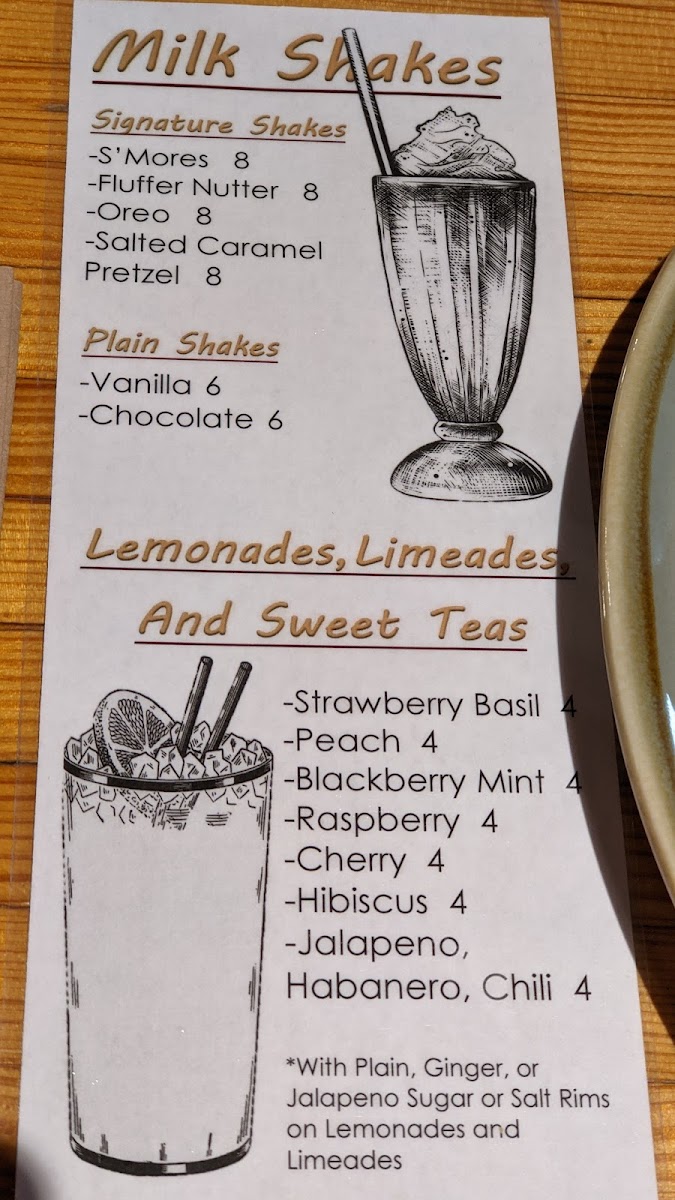 Milk Shakes
Signature Shakes
-S'Mores 8
-Fluffer Nutter 8
-Oreo 8
-Salted Caramel
Pretzel 8
Plain Shakes
-Vanilla 6
-Chocolate 6
Lemonades, Limeades,
And Sweet Teas
-Strawberry Basil 4
-Peach 4
-Blackberry Mint 4
-Raspberry 4
-Cherry 4
-Hibiscus 4
-Jalapeno,
Habanero, Chili 4
*With Plain, Ginger, or
Jalapeno Sugar or Salt Rims
on Lemonades and
Limeades